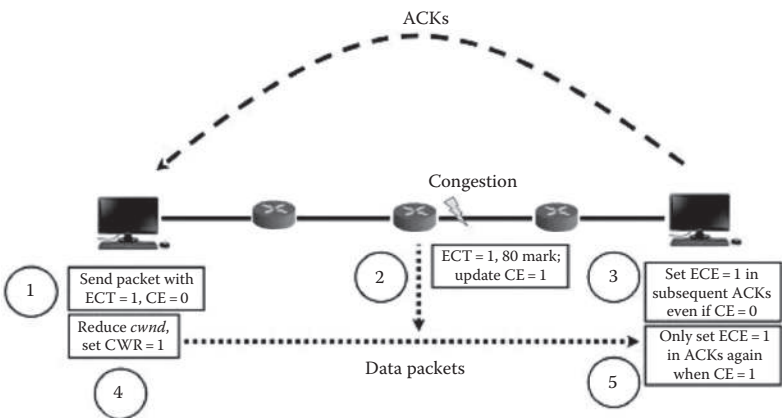 ACKs
Congestion
1
Send packet with
ECT = 1, CE = 0
2
ECT = 1, 80 mark;
update CE = 1
3
Set ECE = 1 in
subsequent ACKs
even if CE = 0
Reduce cwnd,
set CWR = 1
4
Data packets
5
Only set ECE = 1
in ACKs again
when CE = 1